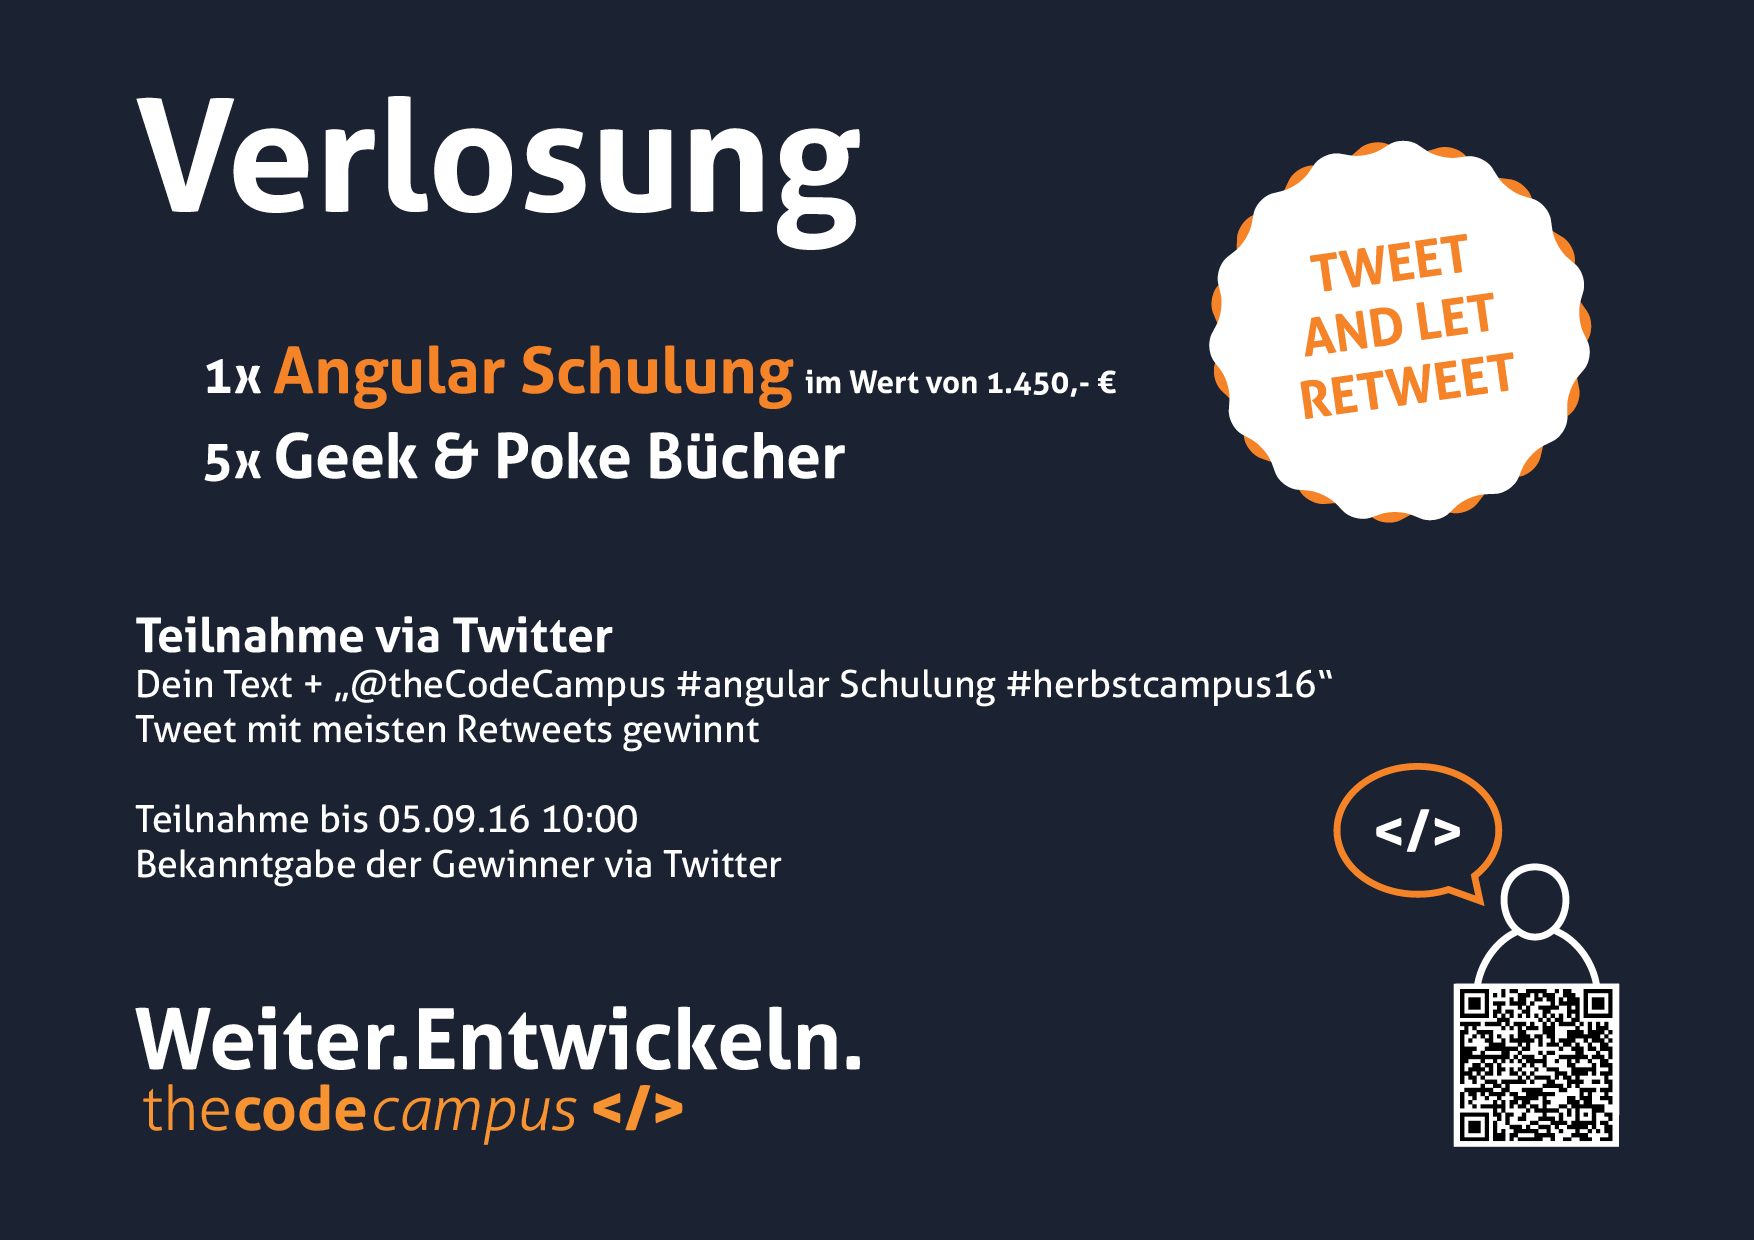 Verlosung
TWEET
AND LET
RETWEET
1x Angular Schulung im Wert von 1.450,- €
5x Geek & Poke Bücher
Teilnahme via Twitter
Dein Text + „@theCodeCampus #angular Schulung #herbstcampus16“
Tweet mit meisten Retweets gewinnt
Teilnahme bis 05.09.16 10:00
Bekanntgabe der Gewinner via Twitter
</>
Weiter.Entwickeln.
thecodecampus </>